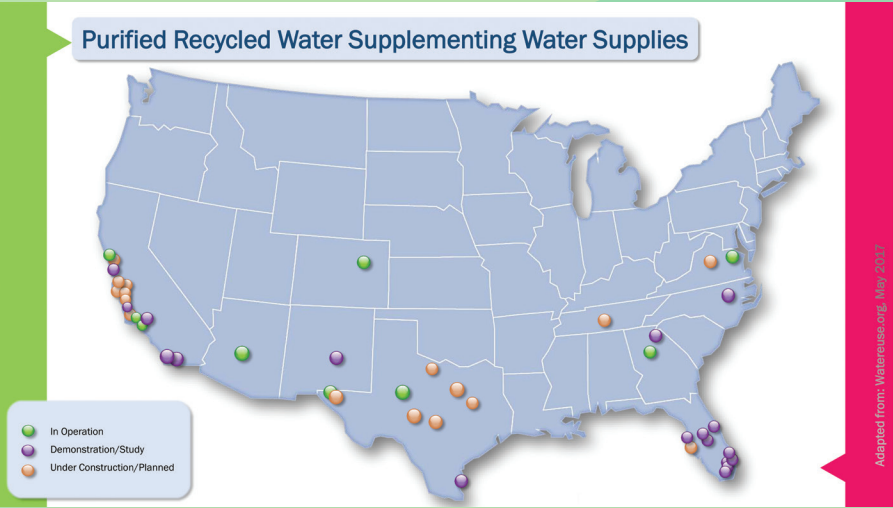 Purified Recycled Water Supplementing Water Supplies
In Operation
Demonstration/Study
Under Construction/Planned
Adapted from: Watereuse.org, May 2017